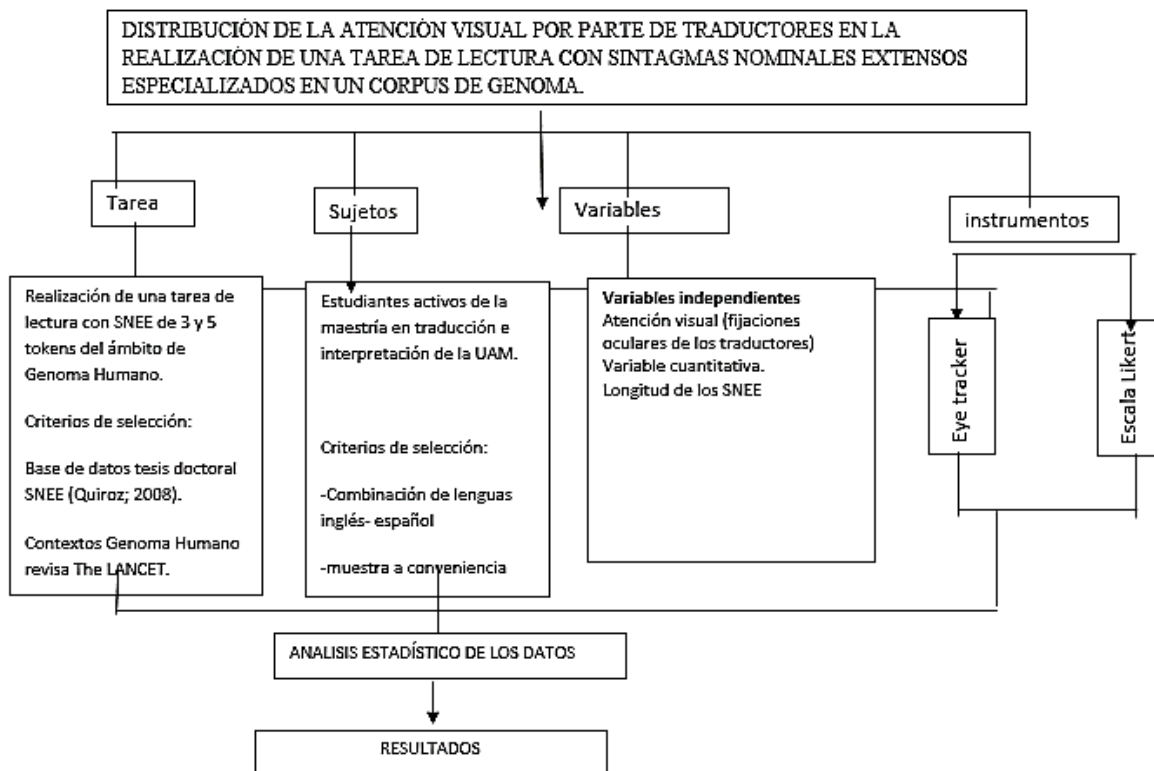 DISTRIBUCIÓN DE LA ATENCIÓN VISUAL POR PARTE DE TRADUCTORES EN LA
REALIZACIÓN DE UNA TAREA DE LECTURA CON SINTAGMAS NOMINALES EXTENSOS
ESPECIALIZADOS EN UN CORPUS DE GENOMA.
Tarea
Sujetos
Variables
instrumentos
Realización de una tarea de
lectura con SNEE de 3 y 5
tokens del ámbito de
Genoma Humano.
Criterios de selección:
Base de datos tesis doctoral
SNEE (Quiroz; 2008).
Contextos Genoma Humano
revisa The LANCET.
Estudiantes activos de la
maestría en traducción e
interpretación de la UAM.
Criterios de selección:
-Combinación de lenguas
inglés- español
-muestra a conveniencia
Variables independientes
Atención visual (fijaciones
oculares de los traductores)
Variable cuantitativa.
Longitud de los SNEE
Eye tracker
Escala Likert
ANALISIS ESTADÍSTICO DE LOS DATOS
RESULTADOS